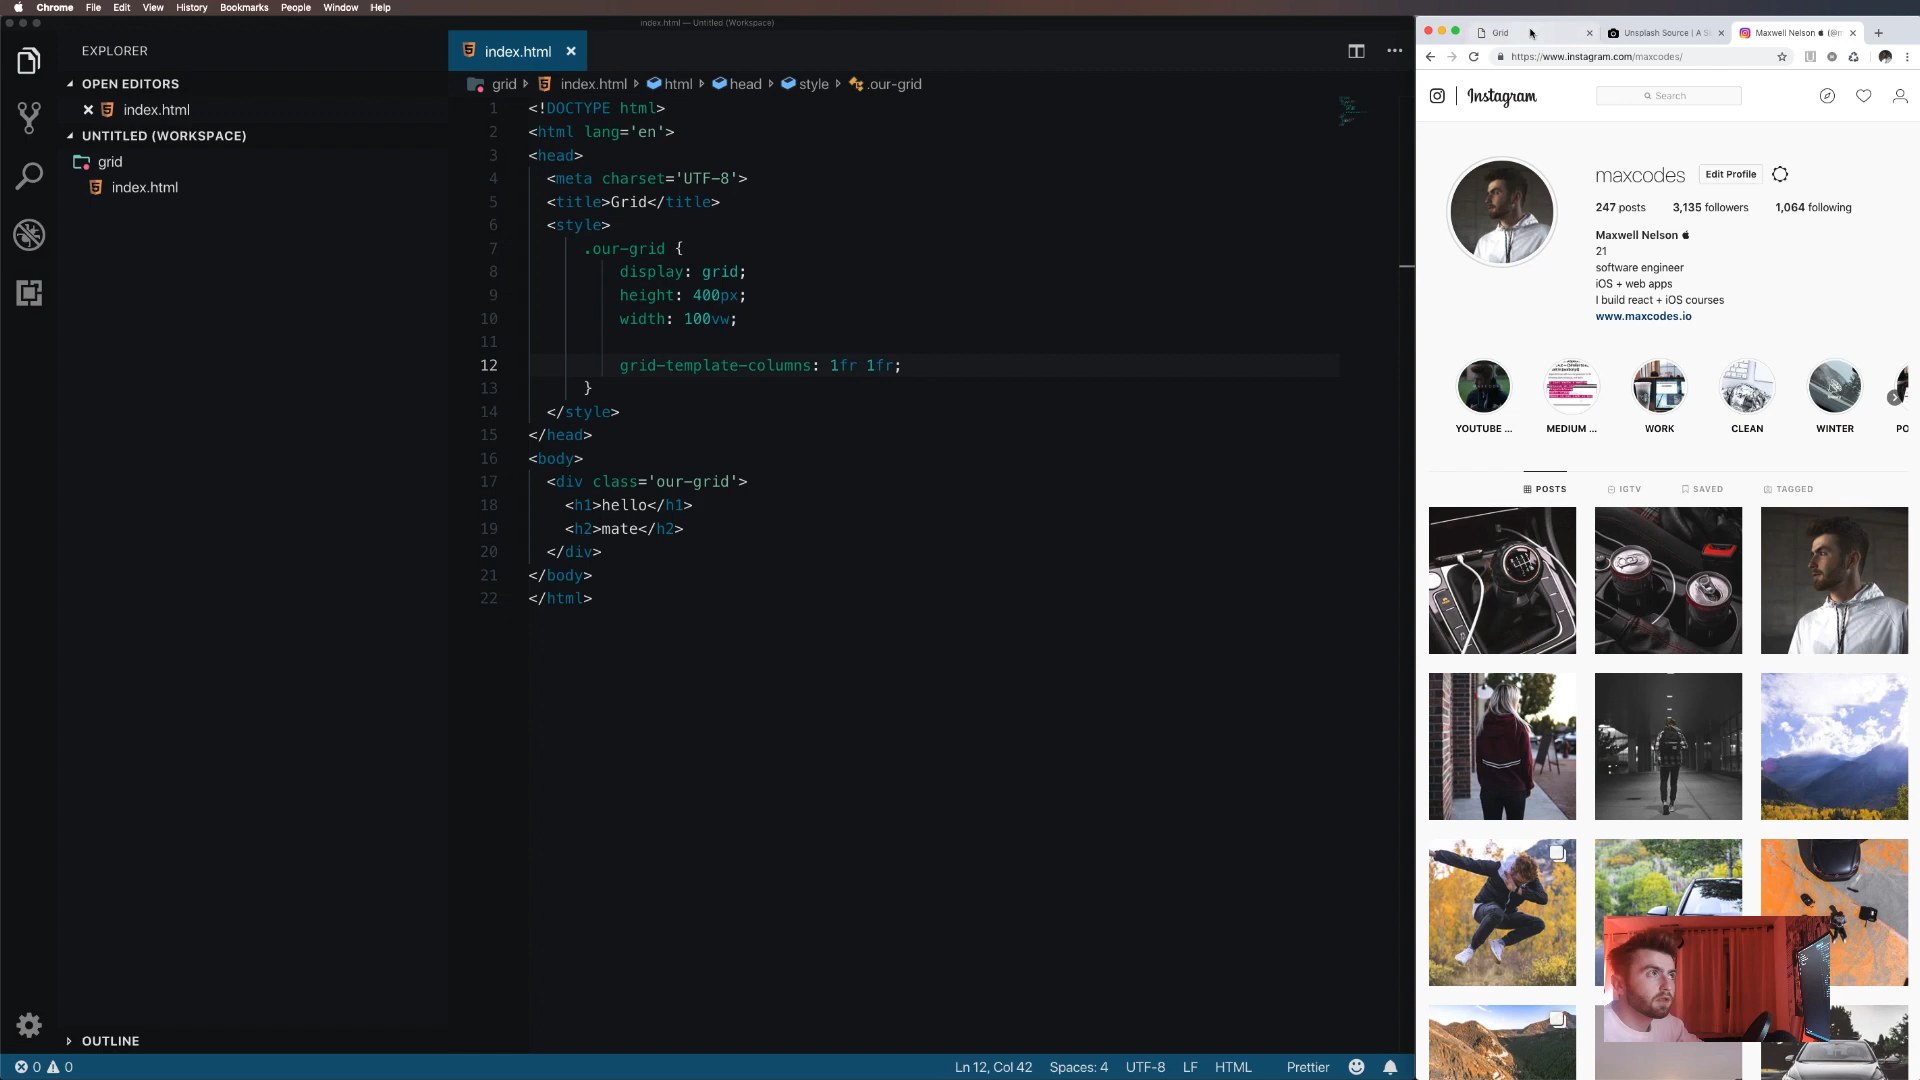 Chrome File Edit View History Bookmarks People Window Help
index.html — Untitled (Workspace)
EXPLORER
OPEN EDITORS
index.html
UNTITLED (WORKSPACE)
grid
index.html
OUTLINE
index.html
grid index.html html head style .our-grid
1 <!DOCTYPE html>
2 <html lang='en'>
3 <head>
4 <meta charset='UTF-8'>
5 <title>Grid</title>
6 <style>
7 .our-grid {
8 display: grid;
9 height: 400px;
10 width: 100vw;
11
12 grid-template-columns: 1fr 1fr;
13 }
14 </style>
15 </head>
16 <body>
17 <div class='our-grid'>
18 <h1>hello</h1>
19 <h2>mate</h2>
20 </div>
21 </body>
22 </html>
0 0
Ln 12, Col 42 Spaces: 4 UTF-8 LF HTML Prettier
Grid
Unsplash Source | A S
Maxwell Nelson (@m
https://www.instagram.com/maxcodes/
Instagram
Search
maxcodes Edit Profile
247 posts 3,135 followers 1,064 following
Maxwell Nelson
21
software engineer
iOS + web apps
I build react + iOS courses
www.maxcodes.io
YOUTUBE ... MEDIUM ... WORK CLEAN WINTER PO
POSTS IGTV SAVED TAGGED